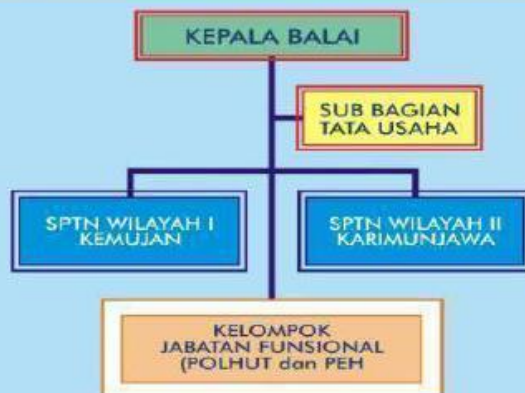 KEPALA BALAI
SUB BAGIAN
TATA USAHA
SPTN WILAYAH I
KEMUJAN
SPTN WILAYAH II
KARIMUNJAWA
KELOMPOK
JABATAN FUNSIONAL
(POLHUT dan PEH